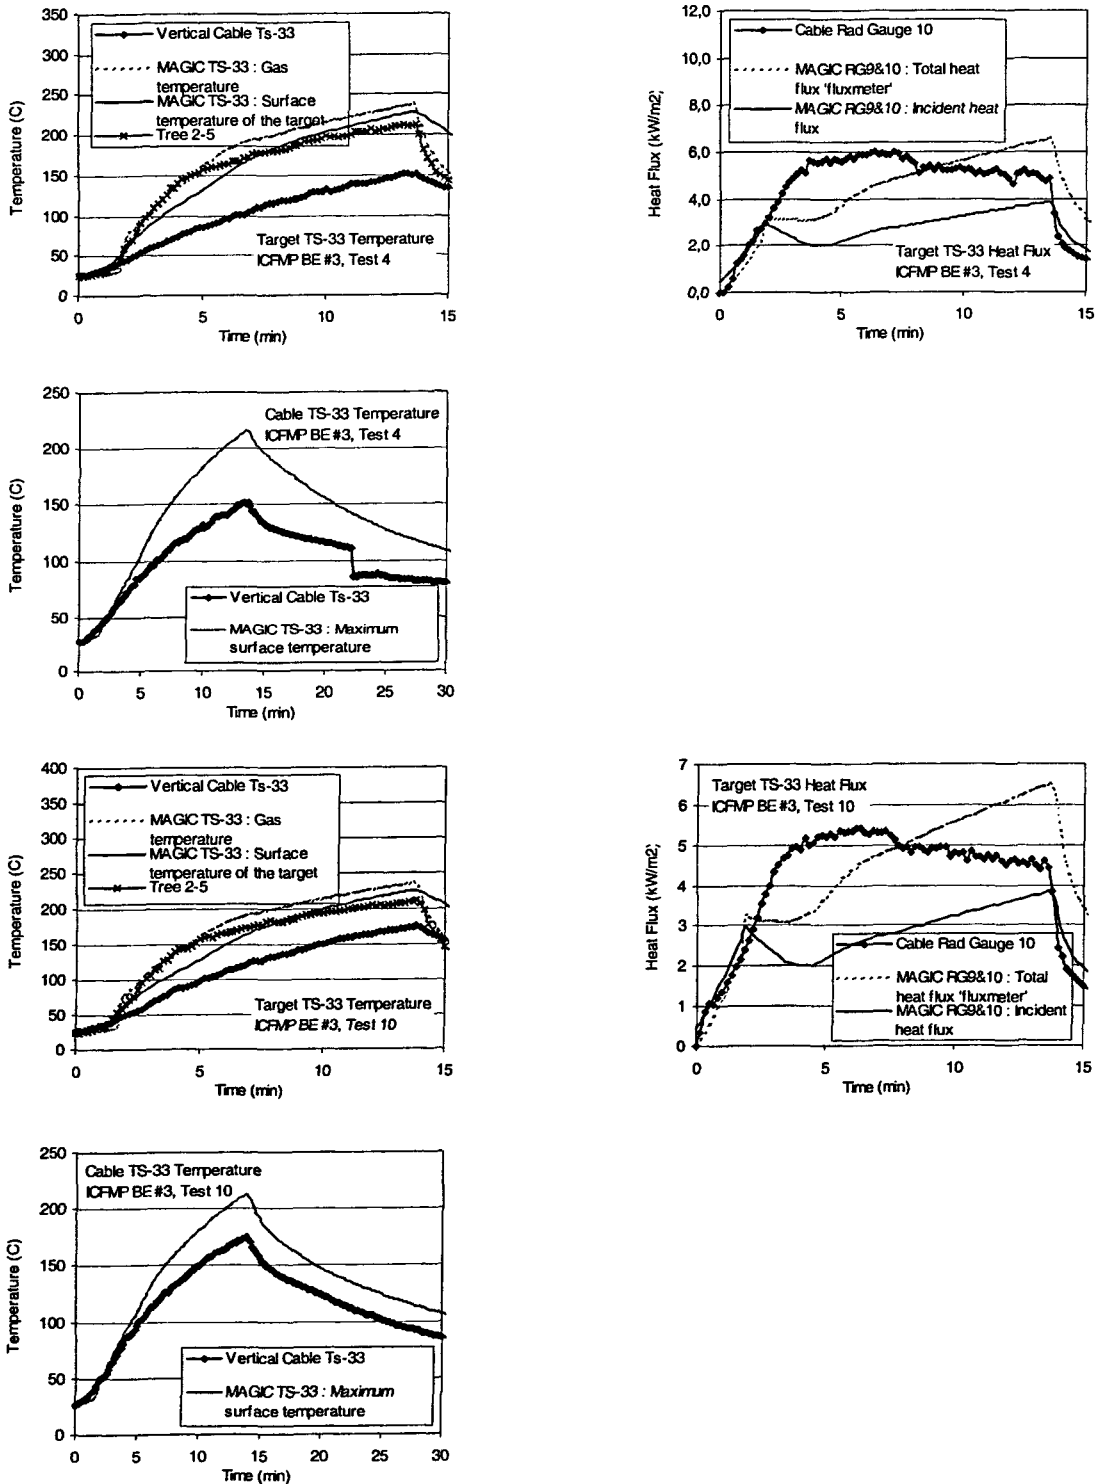 350
300
250
200
150
100
50
0
Temperature (C)
Vertical Cable Ts-33
MAGIC TS-33 : Gas
temperature
MAGIC TS-33 : Surface
temperature of the target
Tree 2-5
Target TS-33 Temperature
ICFMP BE #3, Test 4
0 5 10 15
Time (min)
12,0
10,0
8,0
6,0
4,0
2,0
0,0
Heat Flux (kW/m2;
Cable Rad Gauge 10
MAGIC RG9&10 : Total heat
flux 'fluxmeter'
MAGIC RG9&10 : Incident heat
flux
Target TS-33 Heat Flux
ICFMP BE #3, Test 4
0 5 10 15
Time (min)
250
200
150
100
50
0
Temperature (C)
Cable TS-33 Temperature
ICFMP BE #3, Test 4
Vertical Cable Ts-33
MAGIC TS-33 : Maximum
surface temperature
0 5 10 15 20 25 30
Time (min)
400
350
300
250
200
150
100
50
0
Temperature (C)
Vertical Cable Ts-33
MAGIC TS-33 : Gas
temperature
MAGIC TS-33 : Surface
temperature of the target
Tree 2-5
Target TS-33 Temperature
ICFMP BE #3, Test 10
0 5 10 15
Time (min)
7
6
5
4
3
2
1
0
Heat Flux (kW/m2;
Target TS-33 Heat Flux
ICFMP BE #3, Test 10
Cable Rad Gauge 10
MAGIC RG9&10 : Total
heat flux 'fluxmeter'
MAGIC RG9&10 : Incident
heat flux
0 5 10 15
Time (min)
250
200
150
100
50
0
Temperature (C)
Cable TS-33 Temperature
ICFMP BE #3, Test 10
Vertical Cable Ts-33
MAGIC TS-33 : Maximum
surface temperature
0 5 10 15 20 25 30
Time (min)